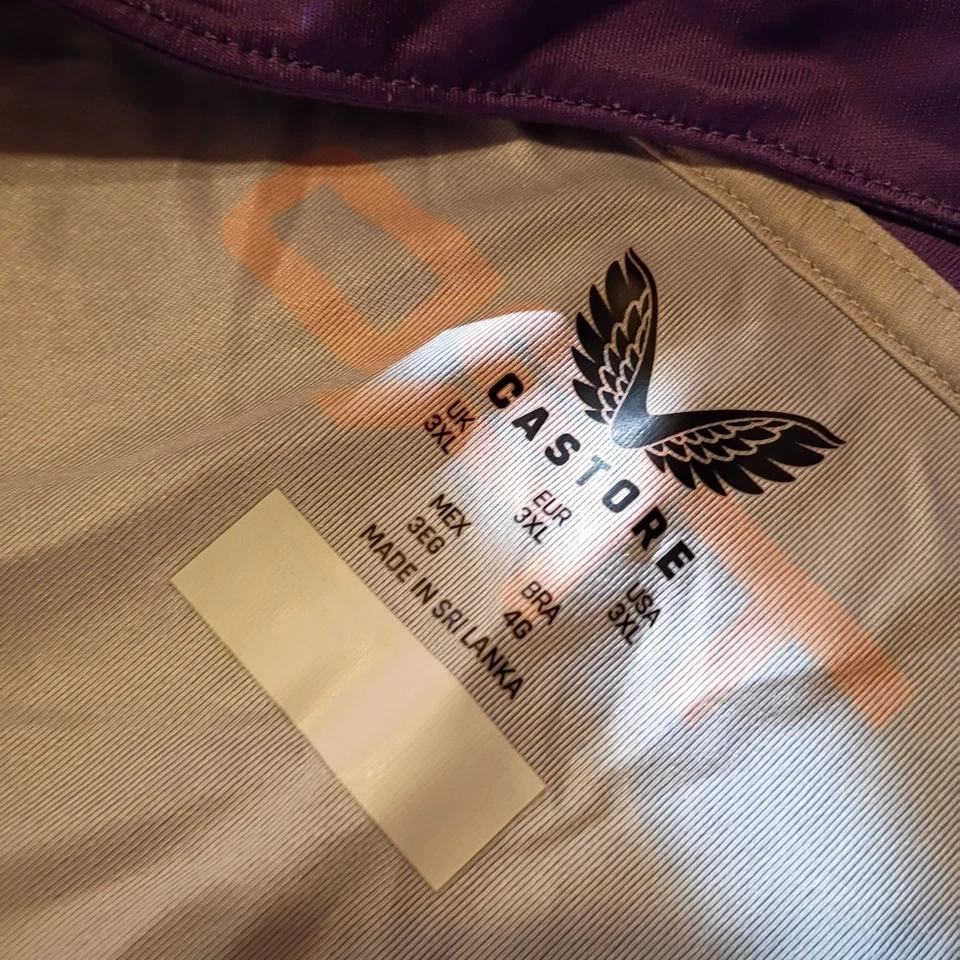 CASTORE
UK EUR USA
3XL 3XL 3XL
MEX BRA
3EG 4G
MADE IN SRI LANKA